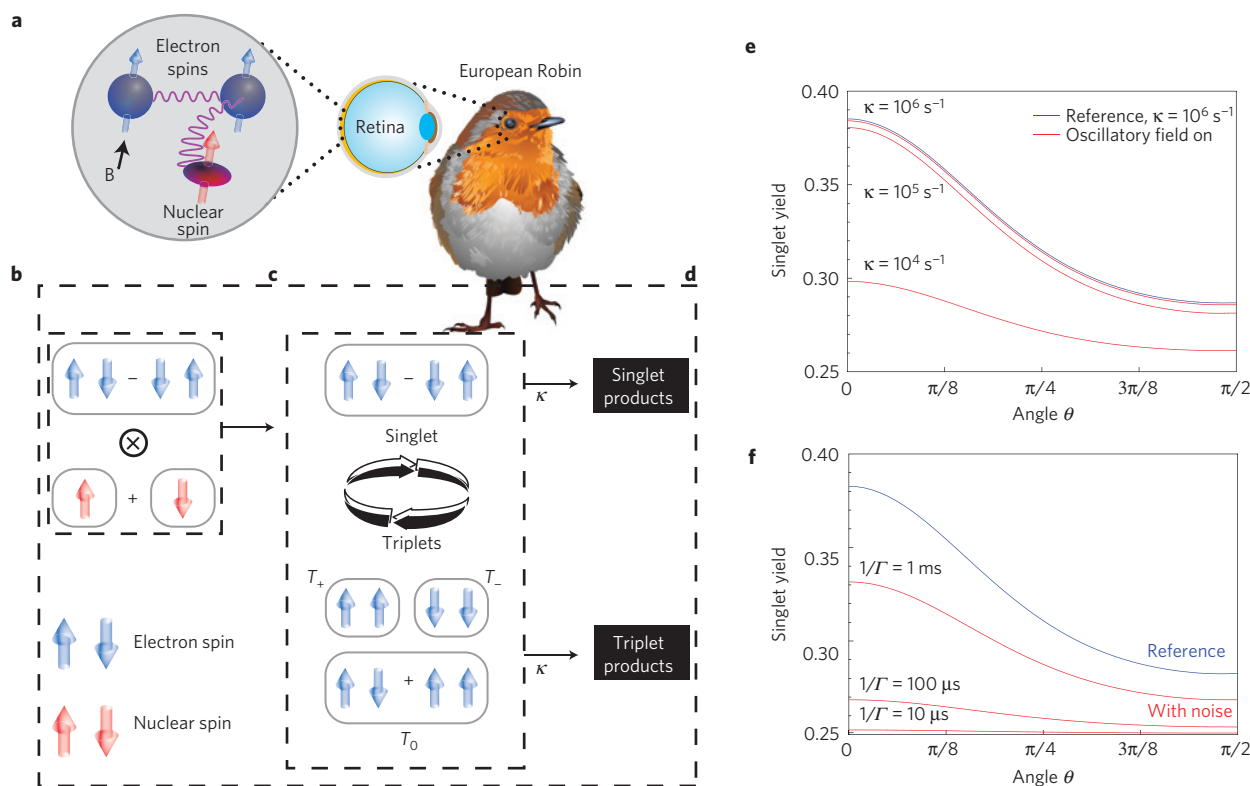 a
Electron
spins
B
Nuclear
spin
Retina
European Robin
b
c
d
−
−
Singlet
products
κ
⊗
Singlet
+
Triplets
T₊
T₋
Electron spin
Triplet
products
κ
+
Nuclear spin
T₀
e
Singlet yield
0.40
0.35
0.30
0.25
κ = 10⁶ s⁻¹
Reference, κ = 10⁶ s⁻¹
Oscillatory field on
κ = 10⁵ s⁻¹
κ = 10⁴ s⁻¹
0 π/8 π/4 3π/8 π/2
Angle θ
f
Singlet yield
0.40
0.35
0.30
0.25
1/Γ = 1 ms
Reference
1/Γ = 100 μs
With noise
1/Γ = 10 μs
0 π/8 π/4 3π/8 π/2
Angle θ